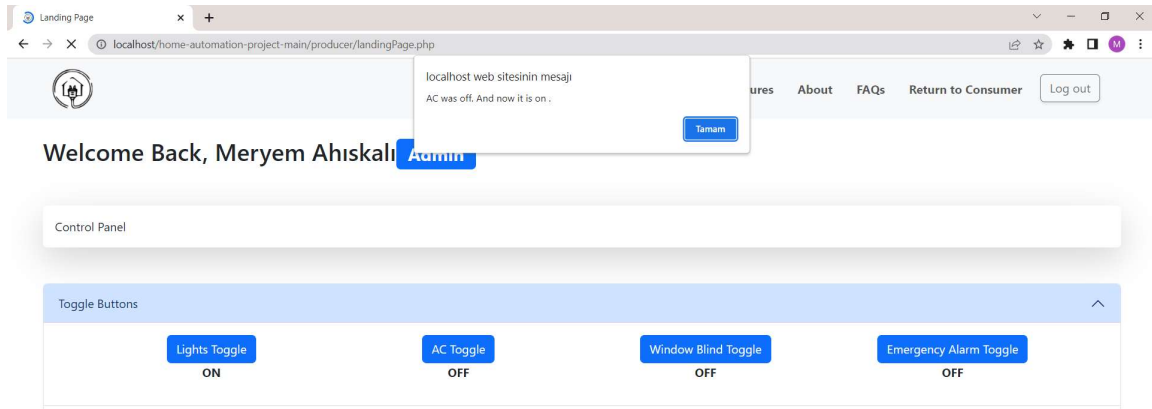 Landing Page
localhost/home-automation-project-main/producer/landingPage.php
M
localhost web sitesinin mesajı
AC was off. And now it is on .
Tamam
ures About FAQs Return to Consumer Log out
Welcome Back, Meryem Ahıskalı Admin
Control Panel
Toggle Buttons
Lights Toggle AC Toggle Window Blind Toggle Emergency Alarm Toggle
ON OFF OFF OFF